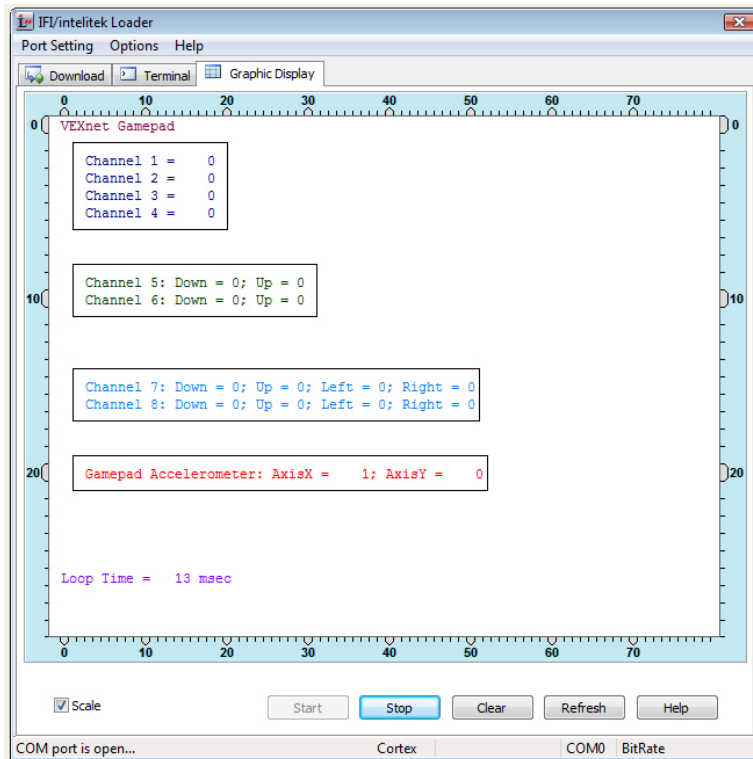 IFI/intelitek Loader
Port Setting Options Help
Download Terminal Graphic Display
0 10 20 30 40 50 60 70
0 VEXnet Gamepad 0
Channel 1 = 0
Channel 2 = 0
Channel 3 = 0
Channel 4 = 0
Channel 5: Down = 0; Up = 0
10 Channel 6: Down = 0; Up = 0 10
Channel 7: Down = 0; Up = 0; Left = 0; Right = 0
Channel 8: Down = 0; Up = 0; Left = 0; Right = 0
20 Gamepad Accelerometer: AxisX = 1; AxisY = 0 20
Loop Time = 13 msec
0 10 20 30 40 50 60 70
Scale Start Stop Clear Refresh Help
COM port is open... Cortex COM0 BitRate